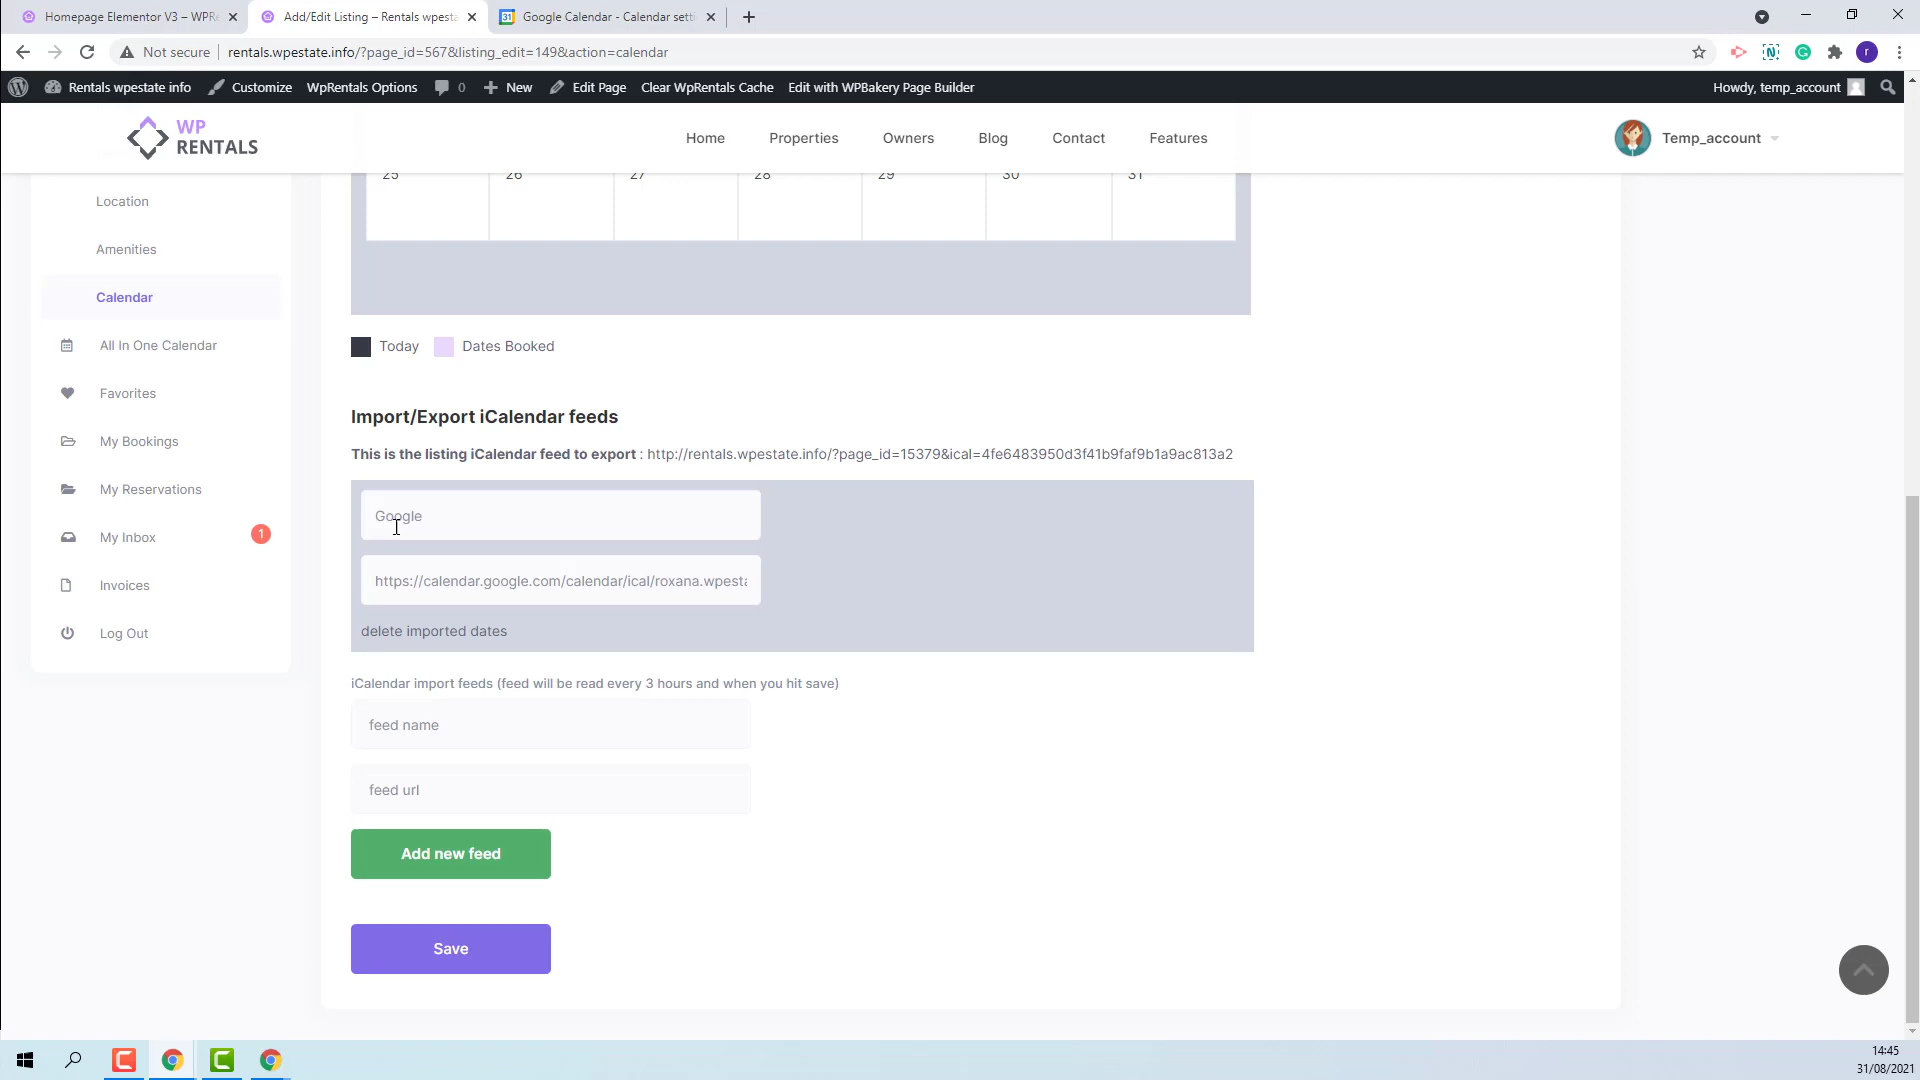 Homepage Elementor V3 – WPRe
Add/Edit Listing – Rentals wpesta
Google Calendar - Calendar setti
Not secure
rentals.wpestate.info/?page_id=567&listing_edit=149&action=calendar
Rentals wpestate info
Customize
WpRentals Options
0
New
Edit Page
Clear WpRentals Cache
Edit with WPBakery Page Builder
Howdy, temp_account
WP
RENTALS
Home
Properties
Owners
Blog
Contact
Features
Temp_account
25
26
27
28
29
30
31
Location
Amenities
Calendar
All In One Calendar
Favorites
My Bookings
My Reservations
My Inbox
1
Invoices
Log Out
Today
Dates Booked
Import/Export iCalendar feeds
This is the listing iCalendar feed to export : http://rentals.wpestate.info/?page_id=15379&ical=4fe6483950d3f41b9faf9b1a9ac813a2
Google
https://calendar.google.com/calendar/ical/roxana.wpesta
delete imported dates
iCalendar import feeds (feed will be read every 3 hours and when you hit save)
feed name
feed url
Add new feed
Save
14:45
31/08/2021